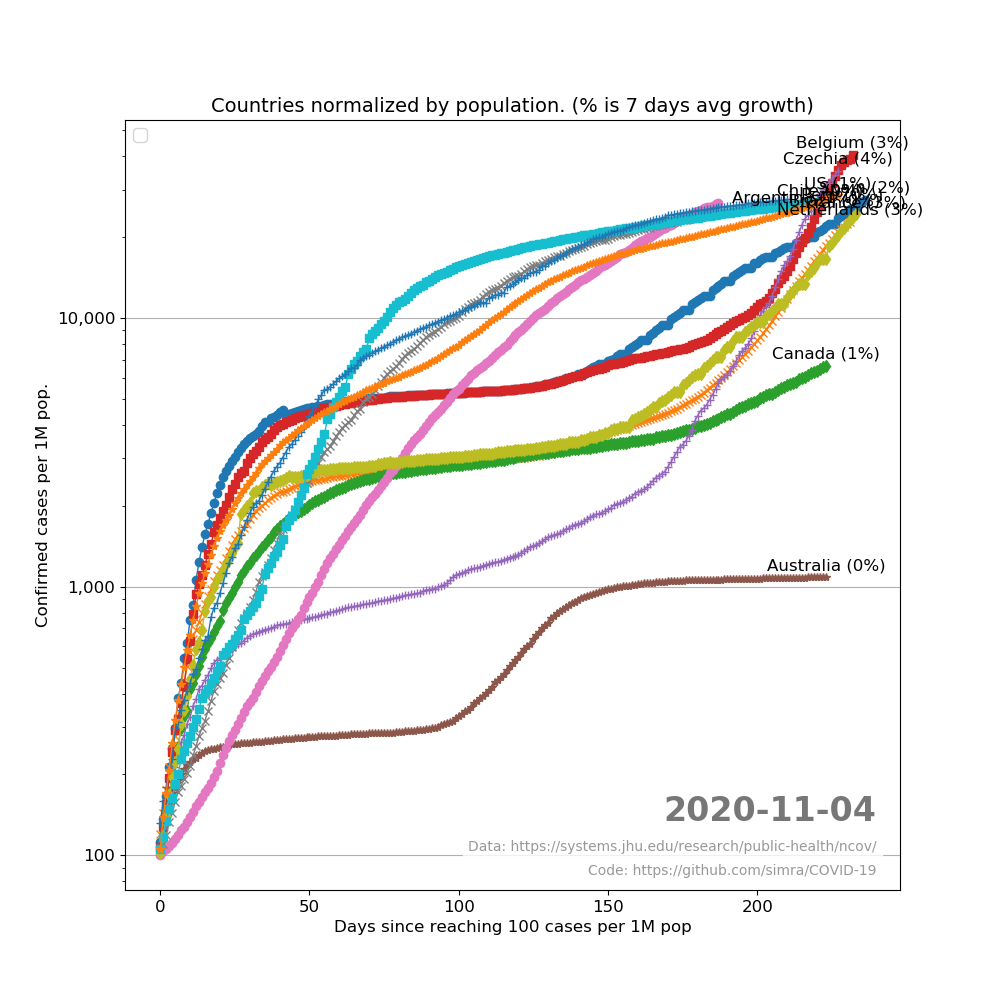 Countries normalized by population. (% is 7 days avg growth)
Belgium (3%)
Czechia (4%)
US (1%)
Chile
(2%)
Argentina
(3%)
Netherlands (3%)
10,000
Canada (1%)
Confirmed cases per 1M pop.
1,000
Australia (0%)
2020-11-04
Data: https://systems.jhu.edu/research/public-health/ncov/
100
Code: https://github.com/simra/COVID-19
0
50
100
150
200
Days since reaching 100 cases per 1M pop